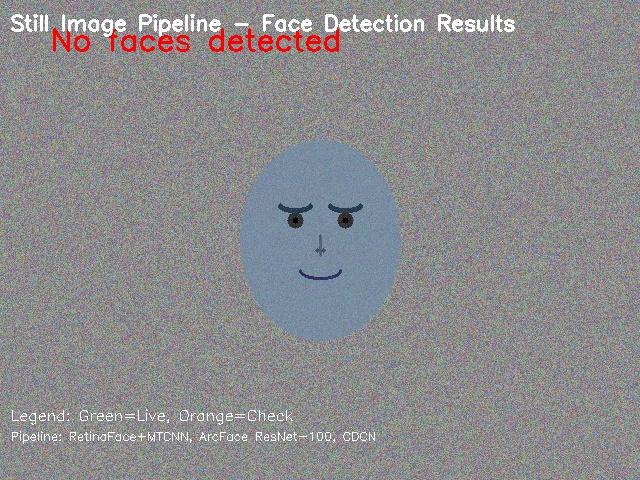 Still Image Pipeline - Face Detection Results
No faces detected
Legend: Green=Live, Orange=Check
Pipeline: RetinaFace+MTCNN, ArcFace ResNet-100, CDCN